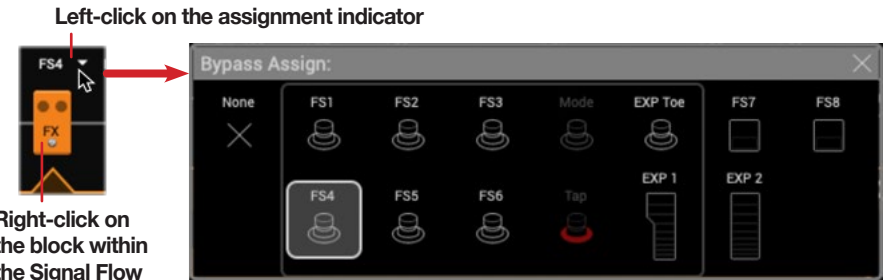 Left-click on the assignment indicator
FS4
FX
Right-click on
the block within
the Signal Flow
Bypass Assign:
None FS1 FS2 FS3 Mode EXP Toe FS7 FS8
EXP 1 EXP 2
FS4 FS5 FS6 Tap